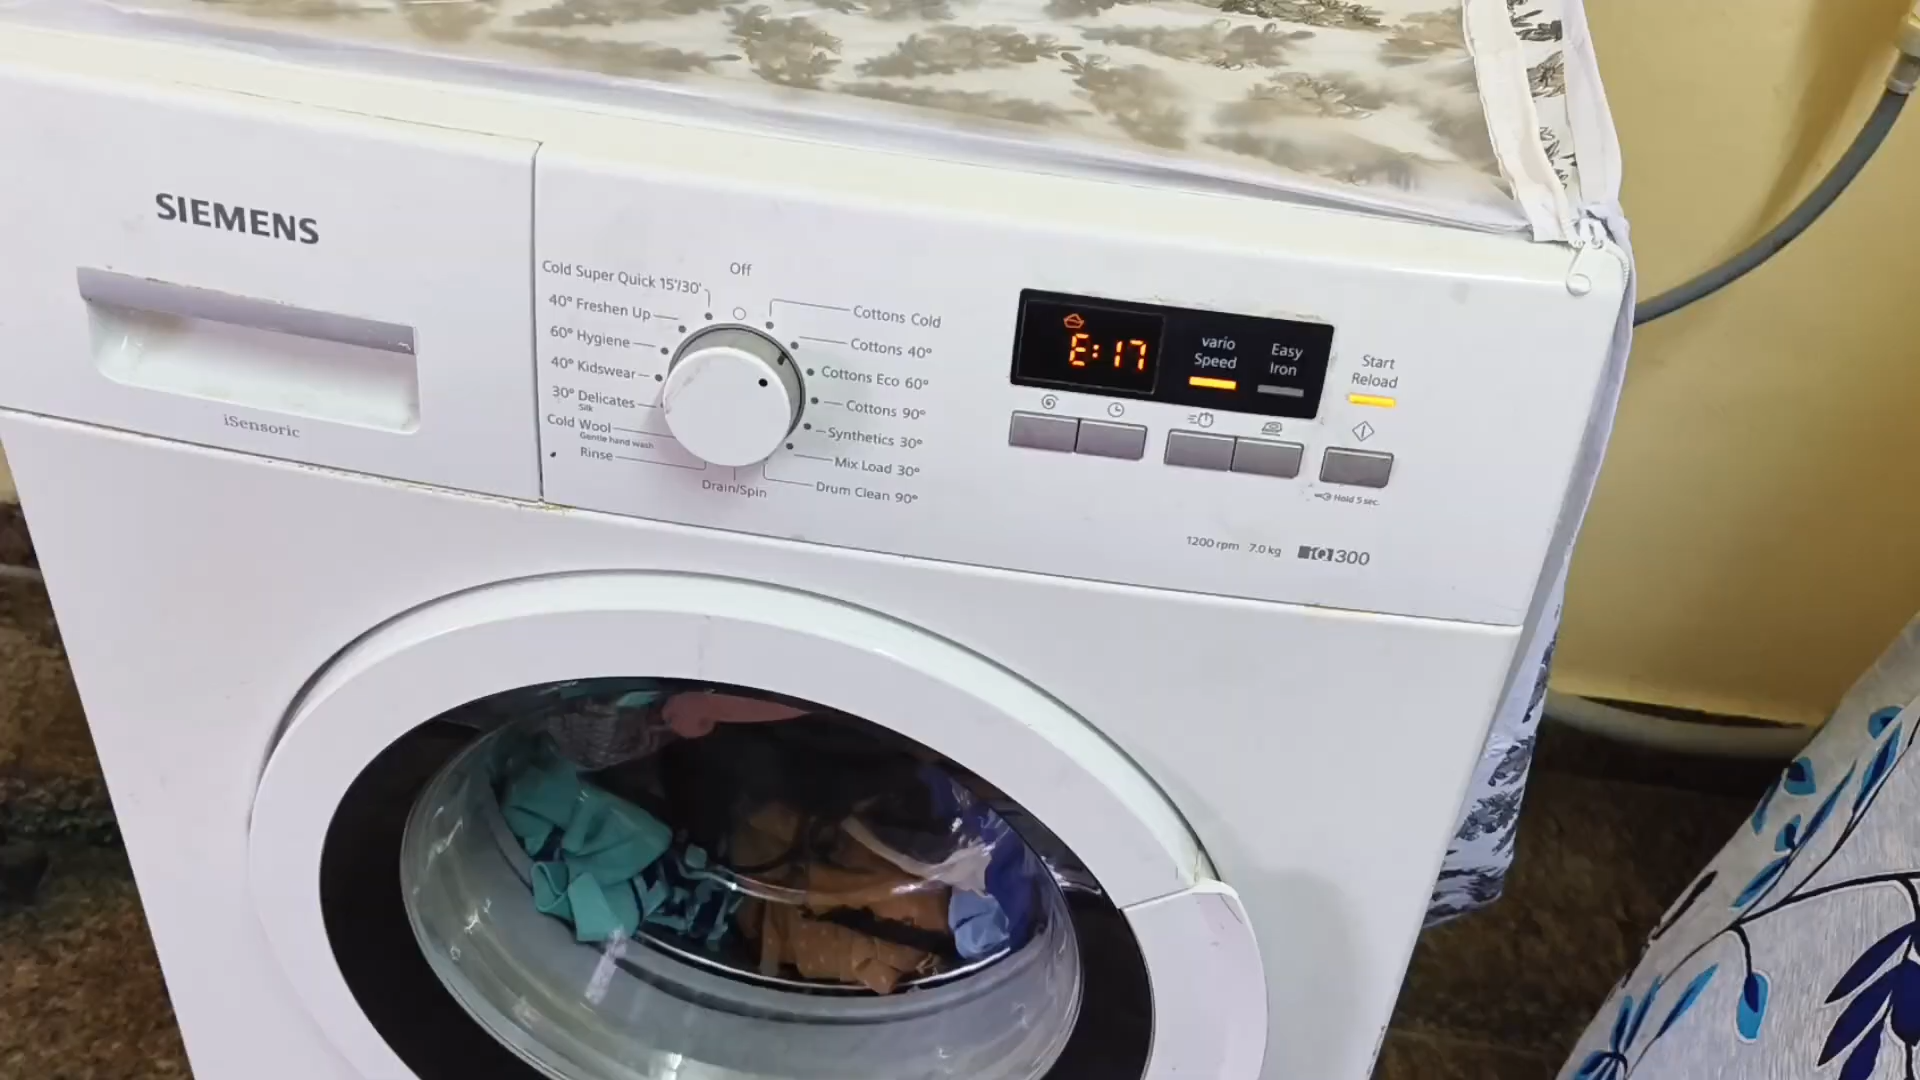 SIEMENS
iSensoric
Off
Cold Super Quick 15'/30'
40° Freshen Up
60° Hygiene
40° Kidswear
30° Delicates
Silk
Cold Wool
Gentle hand wash
Rinse
Drain/Spin
Cottons Cold
Cottons 40°
Cottons Eco 60°
Cottons 90°
Synthetics 30°
Mix Load 30°
Drum Clean 90°
E:17
vario
Speed
Easy
Iron
Start
Reload
Hold 5 sec.
1200 rpm 7.0 kg iQ300